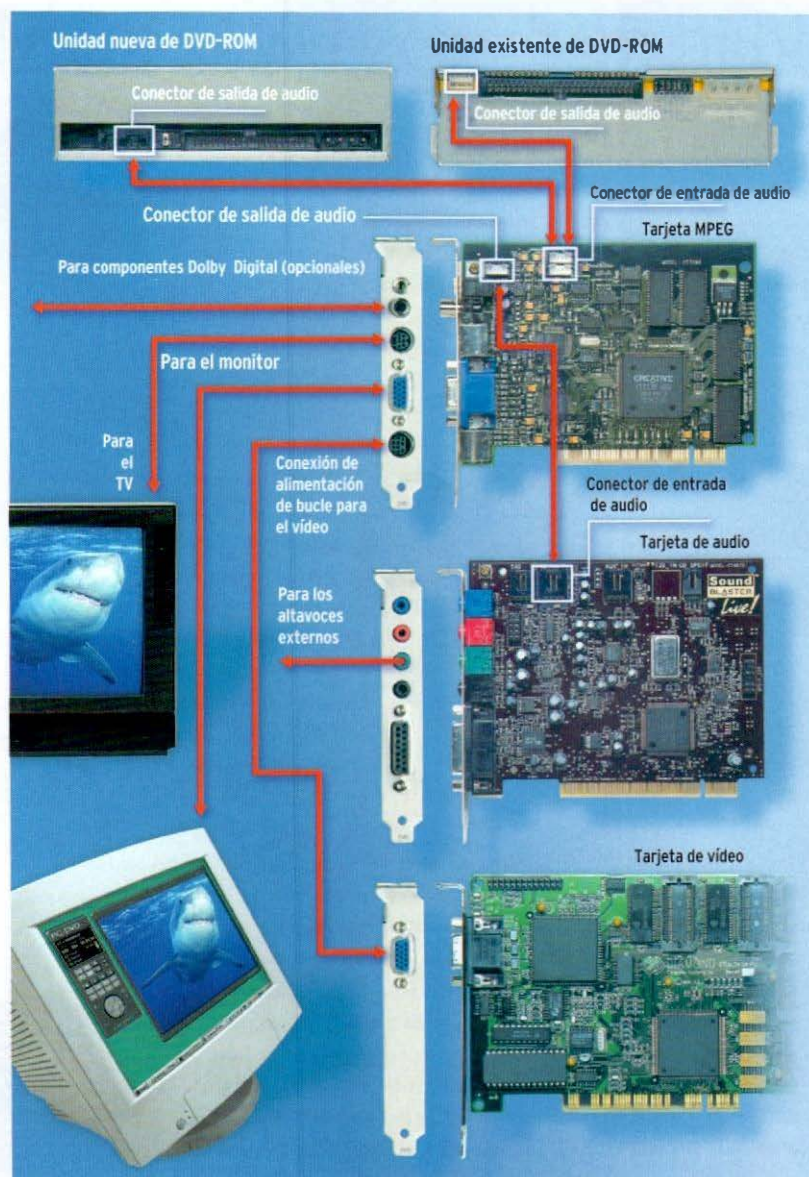 Unidad nueva de DVD-ROM
Unidad existente de DVD-ROM
Conector de salida de audio
Conector de salida de audio
Conector de entrada de audio
Conector de salida de audio
Tarjeta MPEG
Para componentes Dolby Digital (opcionales)
CREATIVE
Para el monitor
Para
el
TV
Conexión de
alimentación
de bucle para
el vídeo
Conector de entrada
de audio
Tarjeta de audio
Sound
BLASTER
Live!
Para los
altavoces
externos
Tarjeta de vídeo
PC-DVD